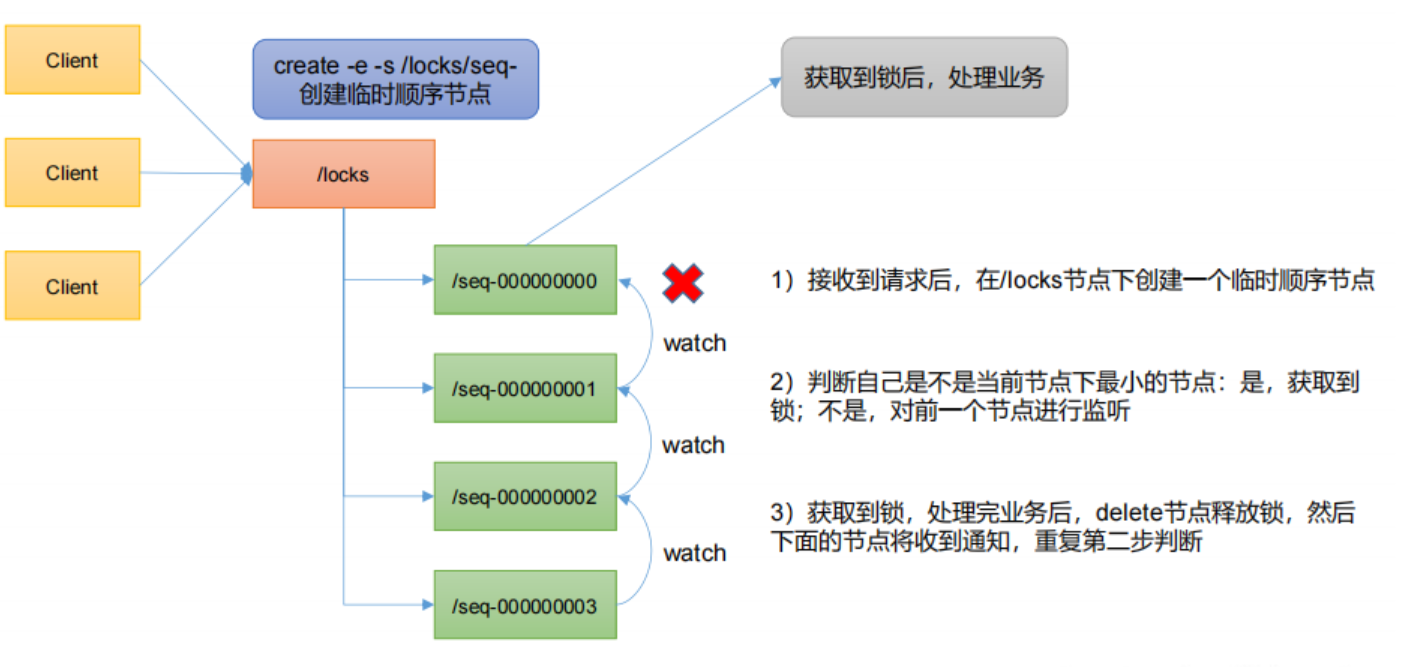 Client
create -e -s /locks/seq-
创建临时顺序节点
获取到锁后，处理业务
Client
/locks
Client
/seq-000000000
1）接收到请求后，在/locks节点下创建一个临时顺序节点
watch
/seq-000000001
2）判断自己是不是当前节点下最小的节点：是，获取到
锁；不是，对前一个节点进行监听
watch
/seq-000000002
3）获取到锁，处理完业务后，delete节点释放锁，然后
下面的节点将收到通知，重复第二步判断
watch
/seq-000000003